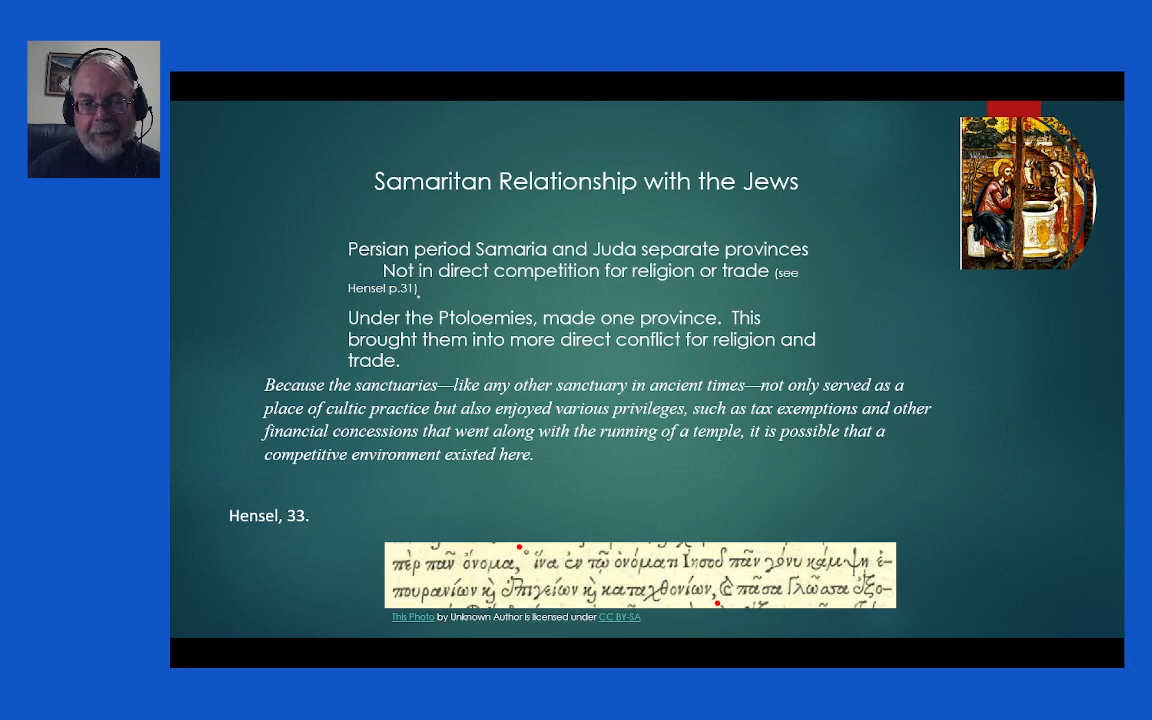 Samaritan Relationship with the Jews
Persian period Samaria and Juda separate provinces
Not in direct competition for religion or trade (see
Hensel p.31).
Under the Ptoloemies, made one province. This
brought them into more direct conflict for religion and
trade.
Because the sanctuaries—like any other sanctuary in ancient times—not only served as a
place of cultic practice but also enjoyed various privileges, such as tax exemptions and other
financial concessions that went along with the running of a temple, it is possible that a
competitive environment existed here.
Hensel, 33.
πὲρ πᾶν ὄνομα, ἵνα ἐν τῷ ὀνόματι Ἰησοῦ πᾶν γόνυ κάμψῃ ἐ-
πουρανίων κὴ ἐπιγείων κὴ καταχθονίων, & πᾶσα γλῶσσα ἐξο-
This Photo by Unknown Author is licensed under CC BY-SA